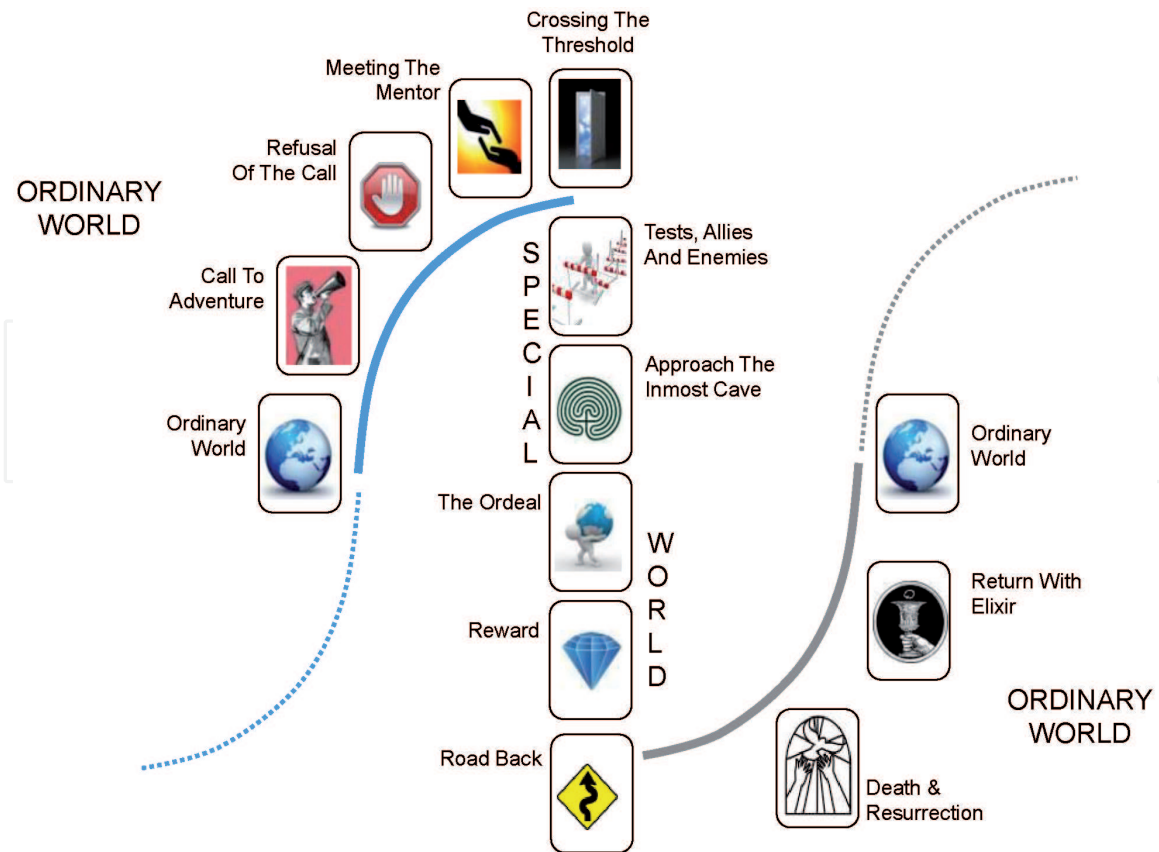 Crossing The
Threshold
Meeting The
Mentor
Refusal
Of The Call
ORDINARY
WORLD
Call To
Adventure
Ordinary
World
SPECIAL
Tests, Allies
And Enemies
Approach The
Inmost Cave
The Ordeal
WORLD
Reward
Road Back
Death &
Resurrection
Return With
Elixir
Ordinary
World
ORDINARY
WORLD